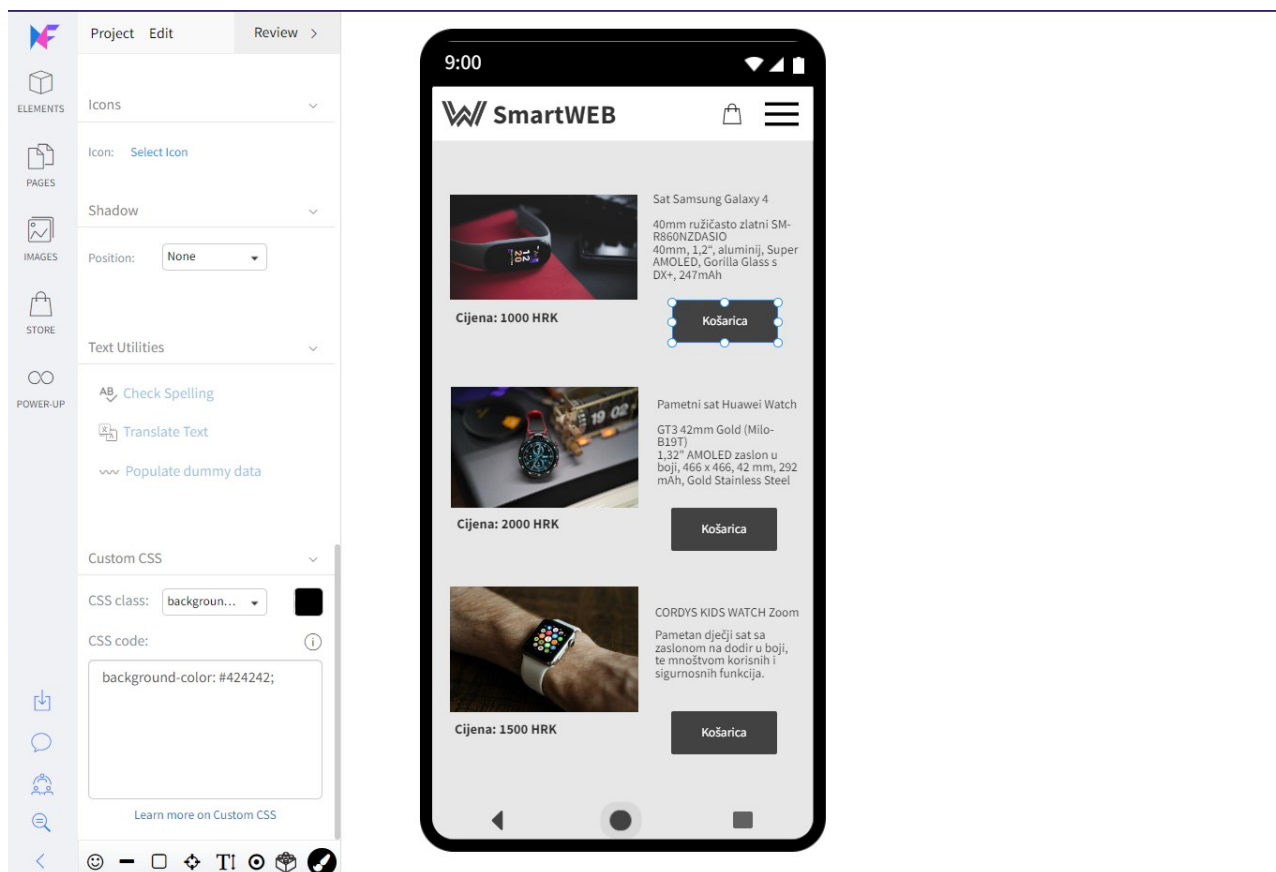 Project Edit Review >
ELEMENTS
PAGES
IMAGES
STORE
POWER-UP
Icons
Icon: Select Icon
Shadow
Position: None
Text Utilities
AB Check Spelling
Translate Text
Populate dummy data
Custom CSS
CSS class: backgroun...
CSS code:
background-color: #424242;
Learn more on Custom CSS
9:00
SmartWEB
Sat Samsung Galaxy 4
40mm ružičasto zlatni SM-
R860NZDASIO
40mm, 1,2“, aluminij, Super
AMOLED, Gorilla Glass s
DX+, 247mAh
Cijena: 1000 HRK
Košarica
Pametni sat Huawei Watch
GT3 42mm Gold (Milo-
B19T)
1,32" AMOLED zaslon u
boji, 466 x 466, 42 mm, 292
mAh, Gold Stainless Steel
Cijena: 2000 HRK
Košarica
CORDYS KIDS WATCH Zoom
Pametan dječji sat sa
zaslonom na dodir u boji,
te mnoštvom korisnih i
sigurnosnih funkcija.
Cijena: 1500 HRK
Košarica